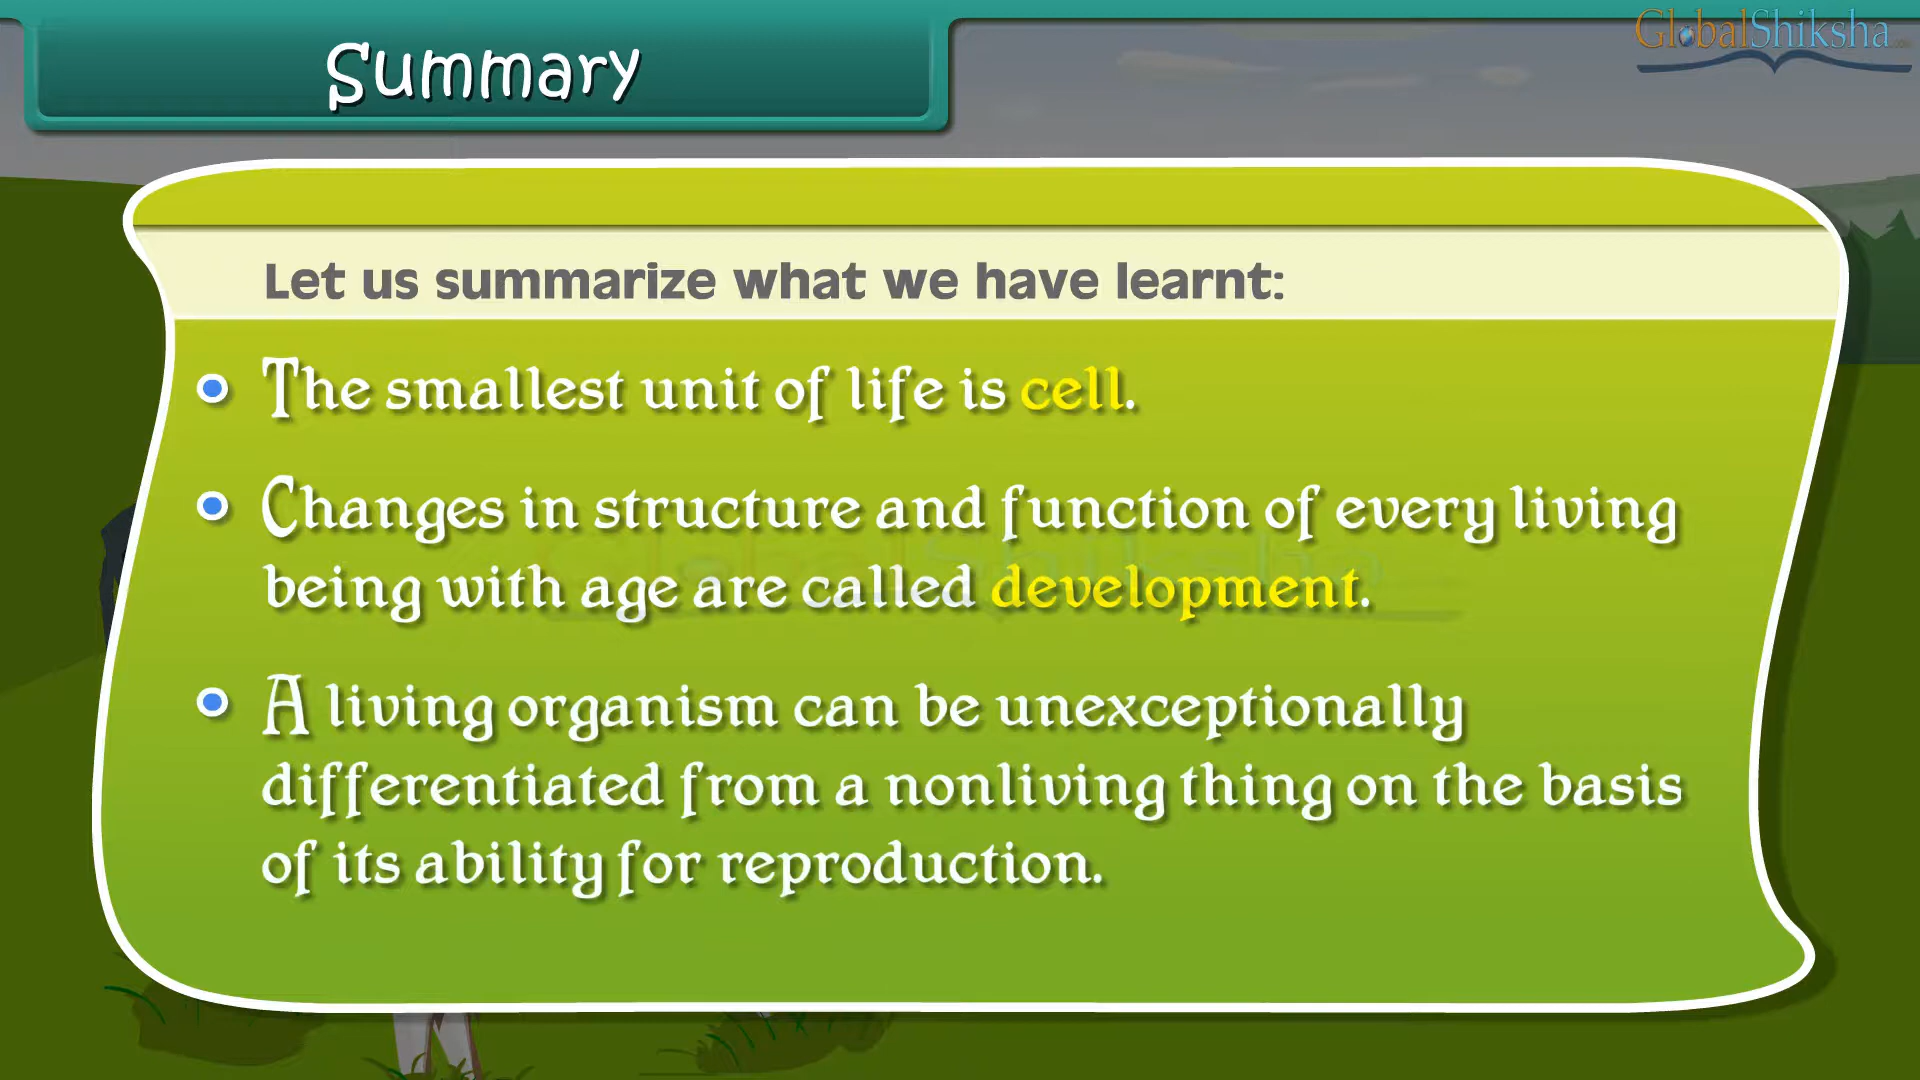 Summary
GlobalShiksha
Let us summarize what we have learnt:
The smallest unit of life is cell.
Changes in structure and function of every living
being with age are called development.
A living organism can be unexceptionally
differentiated from a nonliving thing on the basis
of its ability for reproduction.
GlobalShiksha